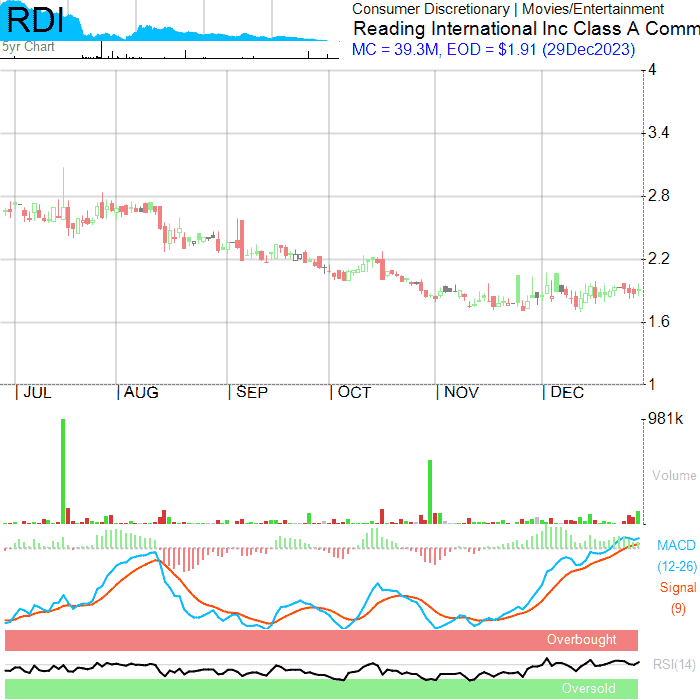 RDI
5yr Chart
Consumer Discretionary | Movies/Entertainment
Reading International Inc Class A Comm
MC = 39.3M, EOD = $1.91 (29Dec2023)
4
3.4
2.8
2.2
1.6
1
|JUL |AUG |SEP |OCT |NOV |DEC
981k
Volume
MACD
(12-26)
Signal
(9)
Overbought
RSI(14)
Oversold